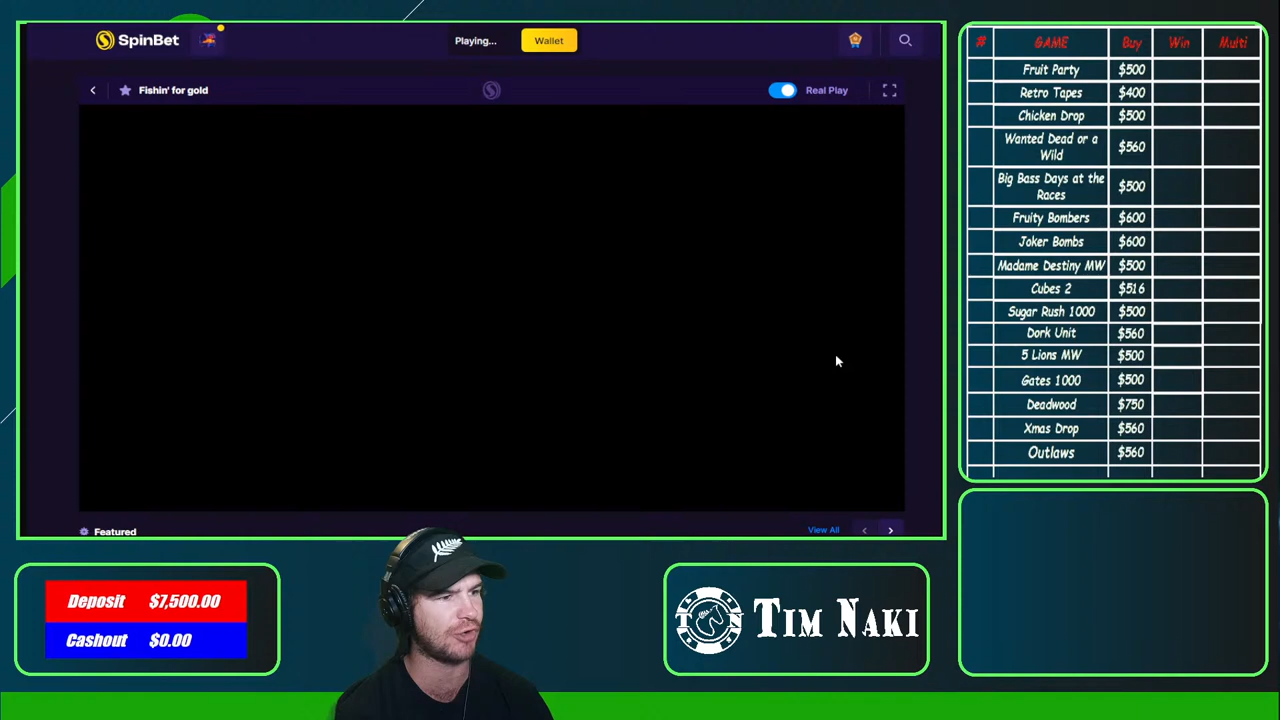 SpinBet
Playing...
Wallet
Fishin' for gold
Real Play
Featured
View All
# GAME Buy Win Multi
Fruit Party $500
Retro Tapes $400
Chicken Drop $500
Wanted Dead or a
Wild
$560
Big Bass Days at the
Races
$500
Fruity Bombers $600
Joker Bombs $600
Madame Destiny MW $500
Cubes 2 $516
Sugar Rush 1000 $500
Dork Unit $560
5 Lions MW $500
Gates 1000 $500
Deadwood $750
Xmas Drop $560
Outlaws $560
Deposit $7,500.00
Cashout $0.00
T N
TIM NAKI